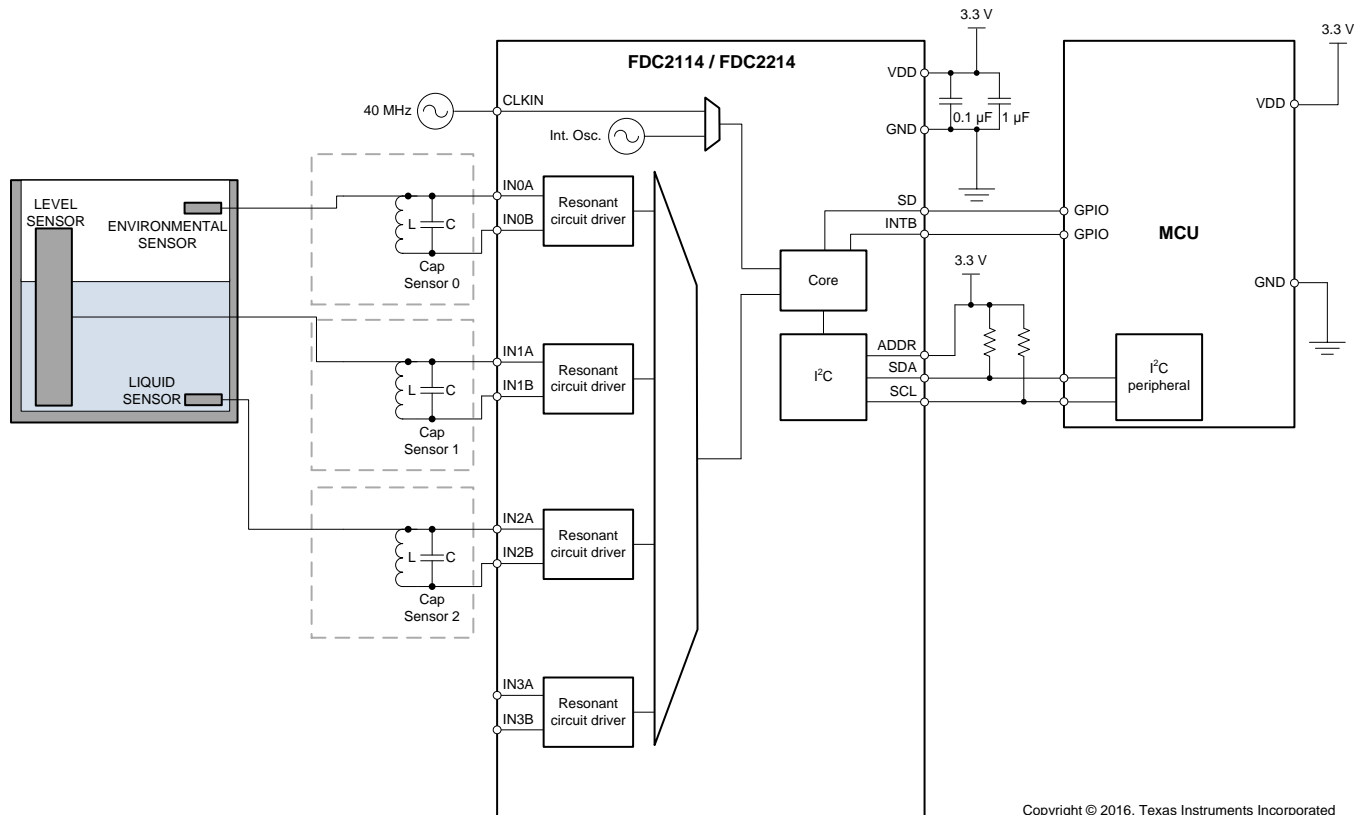 3.3 V
3.3 V
FDC2114 / FDC2214
VDD
40 MHz
CLKIN
0.1 µF
1 µF
VDD
Int. Osc.
GND
LEVEL
SENSOR
ENVIRONMENTAL
SENSOR
IN0A
L
C
IN0B
Resonant
circuit driver
Cap
Sensor 0
SD
GPIO
INTB
GPIO
MCU
3.3 V
Core
GND
IN1A
L
C
IN1B
Resonant
circuit driver
Cap
Sensor 1
ADDR
I²C
SDA
SCL
I²C
peripheral
LIQUID
SENSOR
IN2A
L
C
IN2B
Resonant
circuit driver
Cap
Sensor 2
IN3A
IN3B
Resonant
circuit driver
Copyright © 2016, Texas Instruments Incorporated